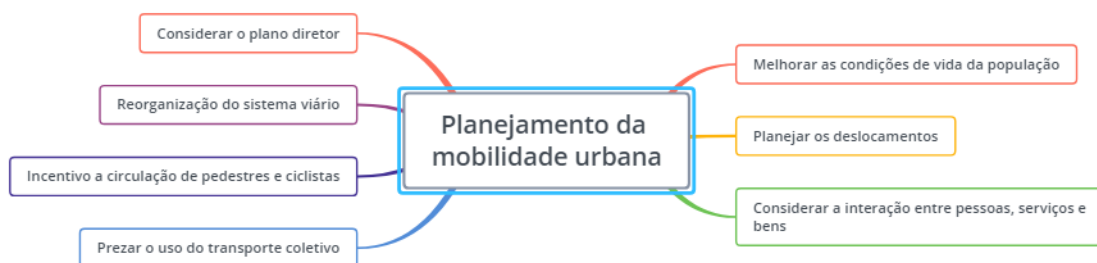 Considerar o plano diretor
Reorganização do sistema viário
Incentivo a circulação de pedestres e ciclistas
Prezar o uso do transporte coletivo
Planejamento da
mobilidade urbana
Melhorar as condições de vida da população
Planejar os deslocamentos
Considerar a interação entre pessoas, serviços e
bens